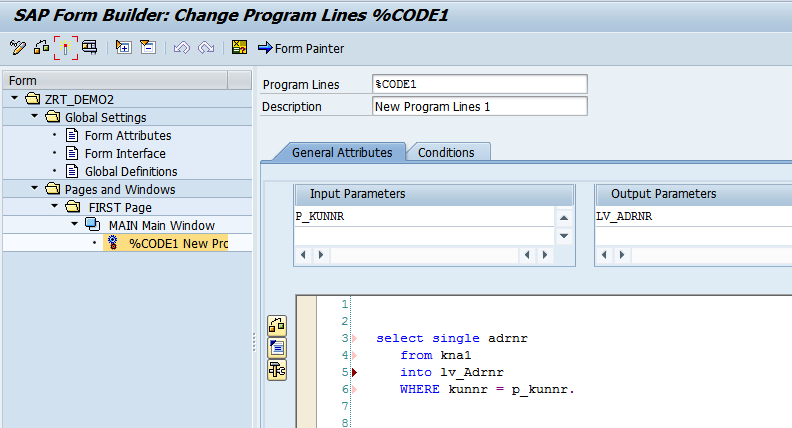 SAP Form Builder: Change Program Lines %CODE1
Form Painter
Form
ZRT_DEMO2
Global Settings
Form Attributes
Form Interface
Global Definitions
Pages and Windows
FIRST Page
MAIN Main Window
%CODE1 New Pro
Program Lines %CODE1
Description New Program Lines 1
General Attributes Conditions
Input Parameters Output Parameters
P_KUNNR LV_ADRNR
1
2
3 select single adrnr
4 from kna1
5 into lv_Adrnr
6 WHERE kunnr = p_kunnr.
7
8